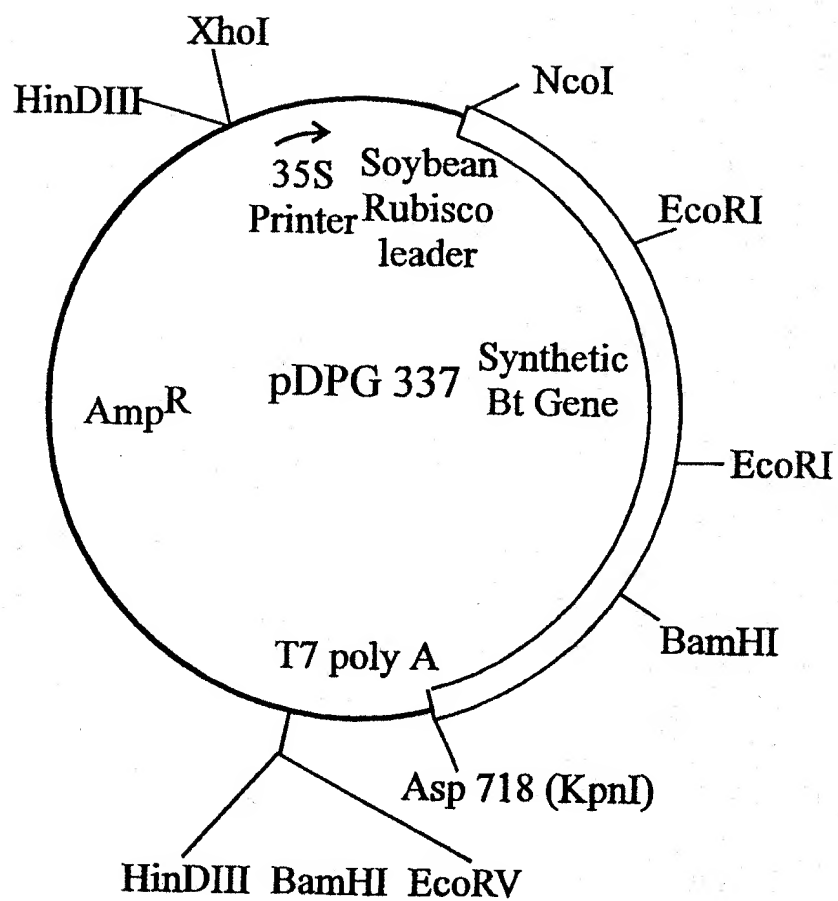 XhoI
HinDIII
NcoI
35S
Printer
Soybean
Rubisco
leader
EcoRI
pDPG 337
Synthetic
Bt Gene
AmpR
EcoRI
BamHI
T7 poly A
Asp 718 (KpnI)
HinDIII BamHI EcoRV